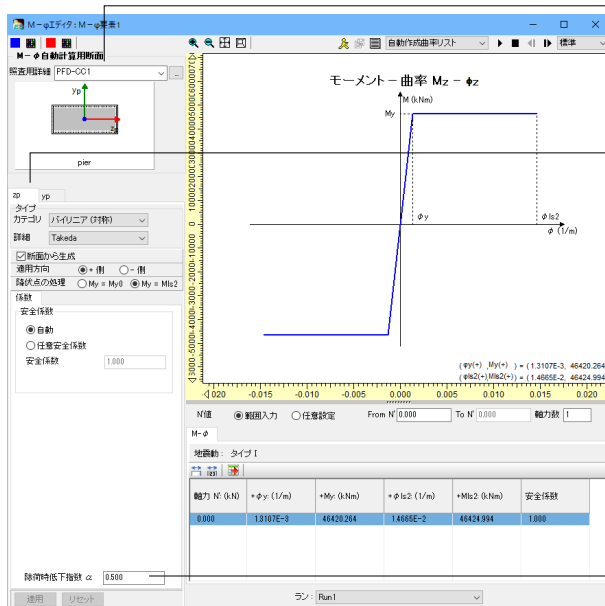 M－φエディタ：M－φ要素1
M－φ自動計算用断面
照査用詳細 PFD-CC1
yp
zp
pier
zp yp
タイプ
カテゴリ バイリニア（対称）
詳細 Takeda
断面から生成
適用方向 +側 -側
降伏点の処理 My = My0 My = Mls2
係数
安全係数
自動
任意安全係数
安全係数 1.000
除荷時低下指数 α 0.500
適用 リセット
自動作成曲率リスト 標準
モーメント－曲率 Mz－φz
M (kNm)
My
φy
φls2
φ (1/m)
(φy(+) ,My(+) ) = ( 1.3107E-3, 46420.264
(φls2(+),Mls2(+)) = ( 1.4665E-2, 46424.994
-0.015 -0.010 -0.005 0.000 0.005 0.010 0.015 0.02
N'値 範囲入力 任意設定 From N' 0.000 To N' 0.000 軸力数 1
M-φ
地震動： タイプ I
軸力 N': (kN) +φy: (1/m) +My: (kNm) +φls2: (1/m) +Mls2: (kNm) 安全係数
0.000 1.3107E-3 46420.264 1.4665E-2 46424.994 1.000
ラン： Run1